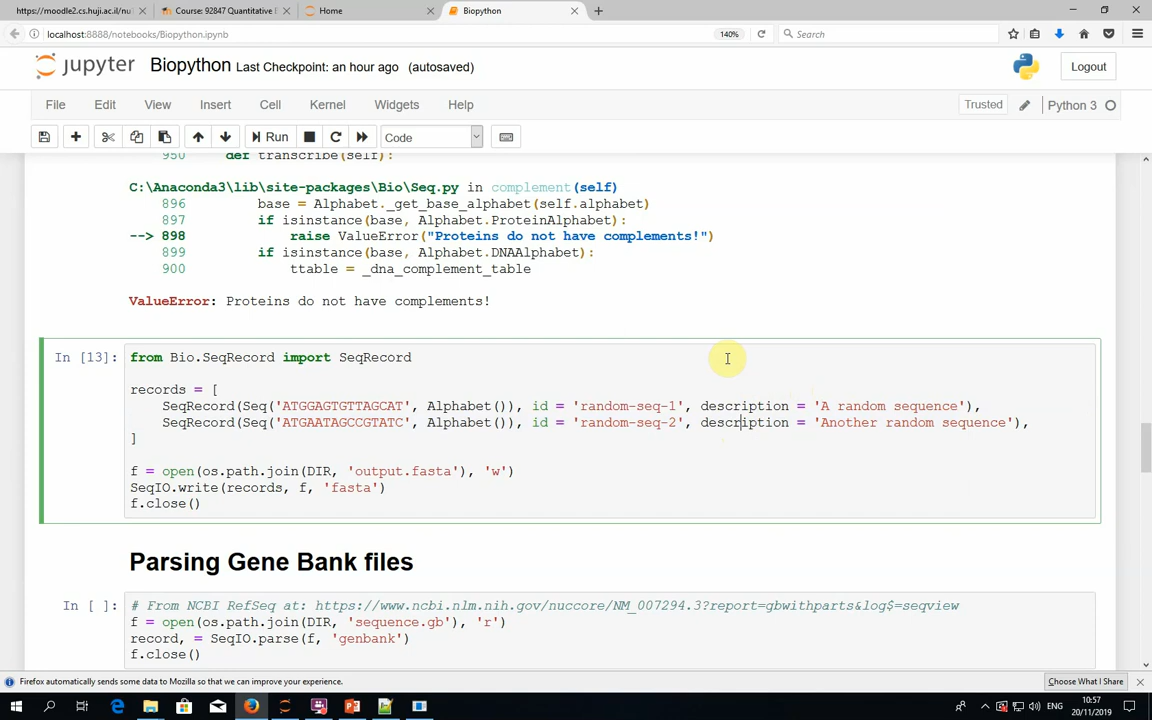 https://moodle2.cs.huji.ac.il/nu
Course: 92847 Quantitative
Home
Biopython
localhost:8888/notebooks/Biopython.ipynb
140%
Search
jupyter Biopython Last Checkpoint: an hour ago (autosaved)
Logout
File Edit View Insert Cell Kernel Widgets Help
Trusted
Python 3
Run
Code
950 def transcribe(self):
C:\Anaconda3\lib\site-packages\Bio\Seq.py in complement(self)
896 base = Alphabet._get_base_alphabet(self.alphabet)
897 if isinstance(base, Alphabet.ProteinAlphabet):
--> 898 raise ValueError("Proteins do not have complements!")
899 if isinstance(base, Alphabet.DNAAlphabet):
900 ttable = _dna_complement_table
ValueError: Proteins do not have complements!
In [13]: from Bio.SeqRecord import SeqRecord
records = [
SeqRecord(Seq('ATGGAGTGTTAGCAT', Alphabet()), id = 'random-seq-1', description = 'A random sequence'),
SeqRecord(Seq('ATGAATAGCCGTATC', Alphabet()), id = 'random-seq-2', description = 'Another random sequence'),
]
f = open(os.path.join(DIR, 'output.fasta'), 'w')
SeqIO.write(records, f, 'fasta')
f.close()
Parsing Gene Bank files
In [ ]: # From NCBI RefSeq at: https://www.ncbi.nlm.nih.gov/nuccore/NM_007294.3?report=gbwithparts&log$=seqview
f = open(os.path.join(DIR, 'sequence.gb'), 'r')
record, = SeqIO.parse(f, 'genbank')
f.close()
Firefox automatically sends some data to Mozilla so that we can improve your experience.
Choose What I Share
ENG
10:57
20/11/2019